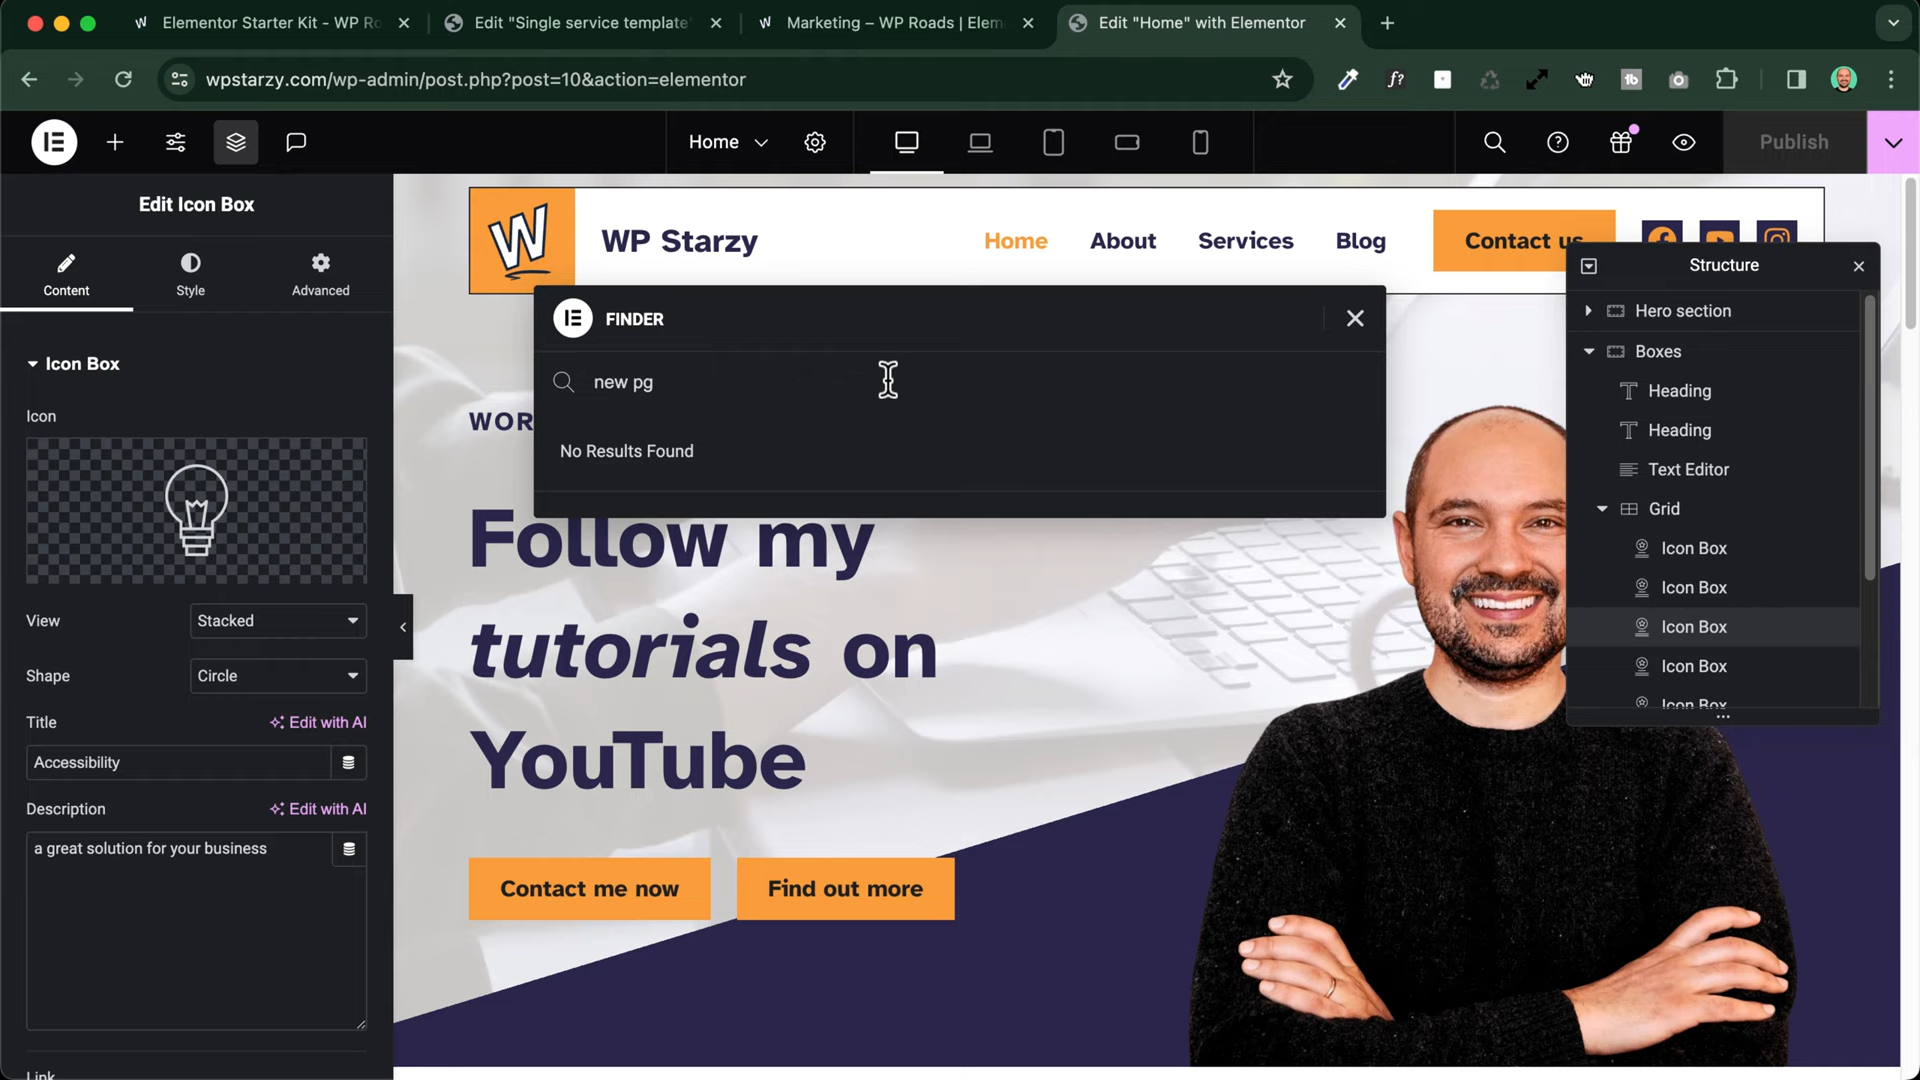 Elementor Starter Kit - WP Ro
Edit "Single service template"
Marketing – WP Roads | Elem
Edit "Home" with Elementor
wpstarzy.com/wp-admin/post.php?post=10&action=elementor
f?
tb
Home
Publish
Edit Icon Box
Content
Style
Advanced
Icon Box
Icon
View
Stacked
Shape
Circle
Title
Edit with AI
Accessibility
Description
Edit with AI
a great solution for your business
Link
W
WP Starzy
Home
About
Services
Blog
Contact us
FINDER
new pg
No Results Found
WOR
Follow my
tutorials on
YouTube
Contact me now
Find out more
Structure
Hero section
Boxes
Heading
Heading
Text Editor
Grid
Icon Box
Icon Box
Icon Box
Icon Box
Icon Box